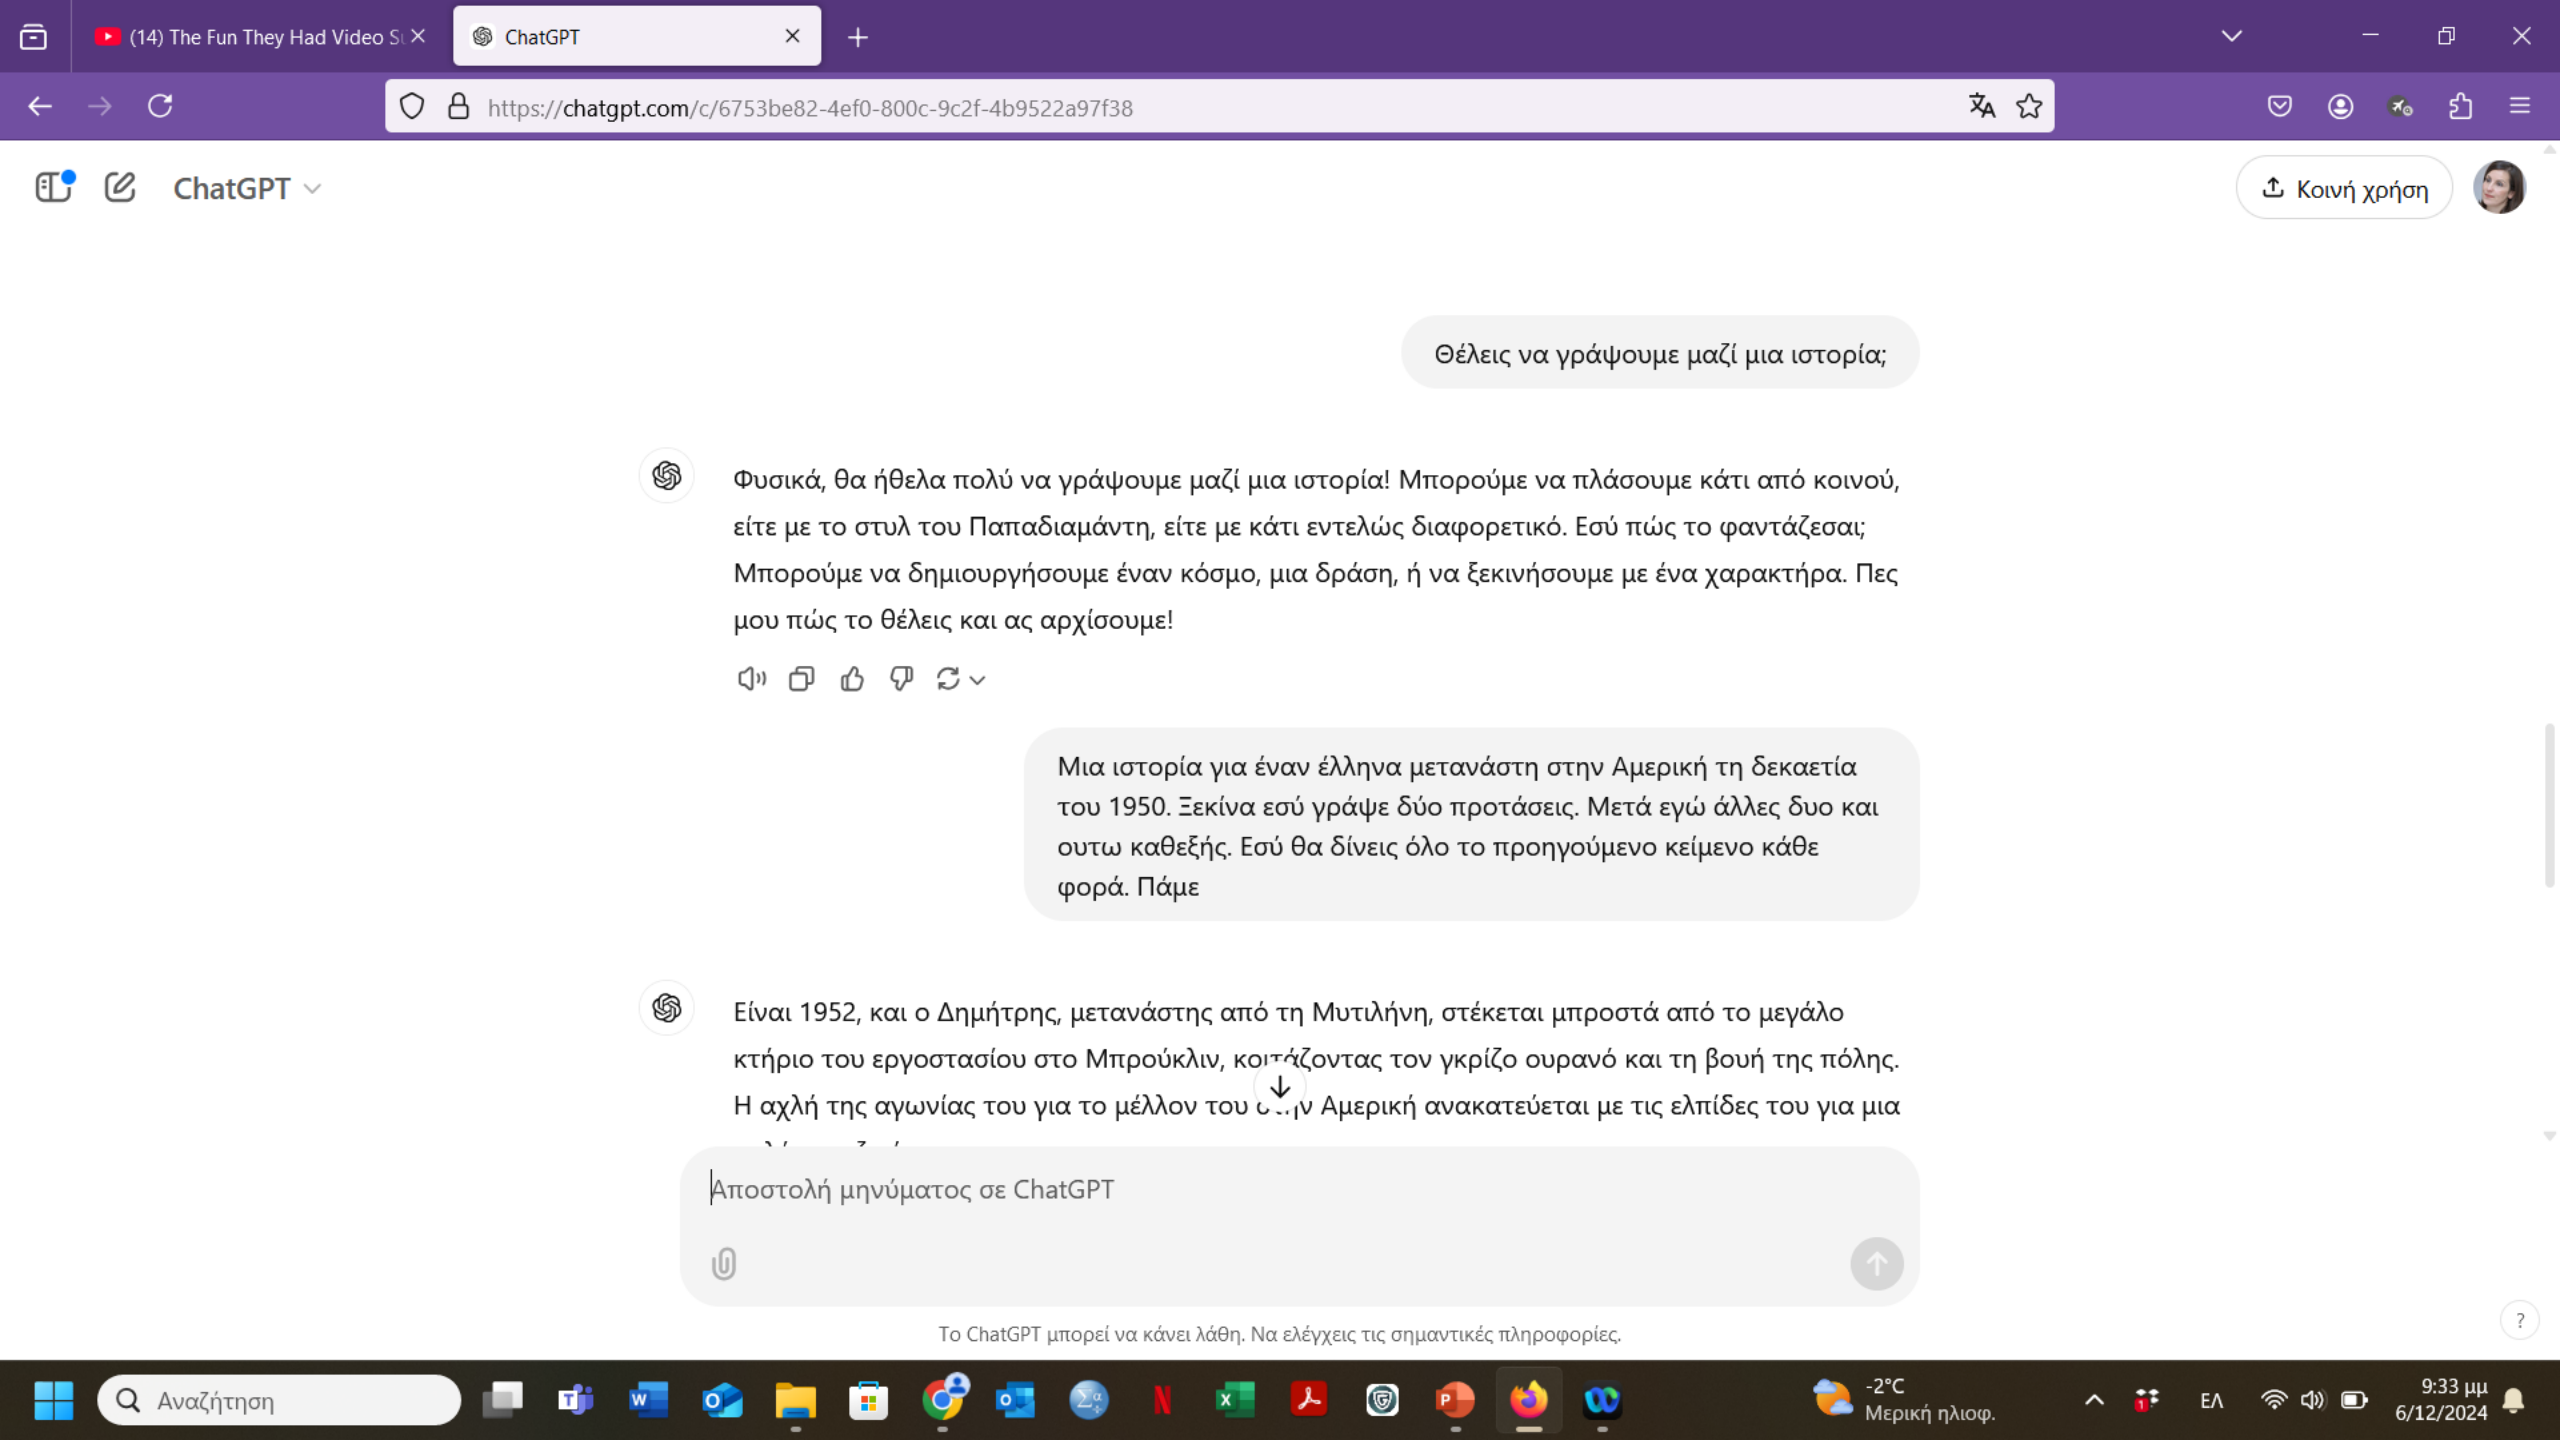 (14) The Fun They Had Video Su
ChatGPT
https://chatgpt.com/c/6753be82-4ef0-800c-9c2f-4b9522a97f38
ChatGPT
Κοινή χρήση
Θέλεις να γράψουμε μαζί μια ιστορία;
Φυσικά, θα ήθελα πολύ να γράψουμε μαζί μια ιστορία! Μπορούμε να πλάσουμε κάτι από κοινού,
είτε με το στυλ του Παπαδιαμάντη, είτε με κάτι εντελώς διαφορετικό. Εσύ πώς το φαντάζεσαι;
Μπορούμε να δημιουργήσουμε έναν κόσμο, μια δράση, ή να ξεκινήσουμε με ένα χαρακτήρα. Πες
μου πώς το θέλεις και ας αρχίσουμε!
Μια ιστορία για έναν έλληνα μετανάστη στην Αμερική τη δεκαετία
του 1950. Ξεκίνα εσύ γράψε δύο προτάσεις. Μετά εγώ άλλες δυο και
ουτω καθεξής. Εσύ θα δίνεις όλο το προηγούμενο κείμενο κάθε
φορά. Πάμε
Είναι 1952, και ο Δημήτρης, μετανάστης από τη Μυτιλήνη, στέκεται μπροστά από το μεγάλο
κτήριο του εργοστασίου στο Μπρούκλιν, κοιτάζοντας τον γκρίζο ουρανό και τη βουή της πόλης.
Η αχλή της αγωνίας του για το μέλλον του στην Αμερική ανακατεύεται με τις ελπίδες του για μια
Αποστολή μηνύματος σε ChatGPT
Το ChatGPT μπορεί να κάνει λάθη. Να ελέγχεις τις σημαντικές πληροφορίες.
?
Αναζήτηση
-2°C
Μερική ηλιοφ.
ΕΛ
9:33 μμ
6/12/2024